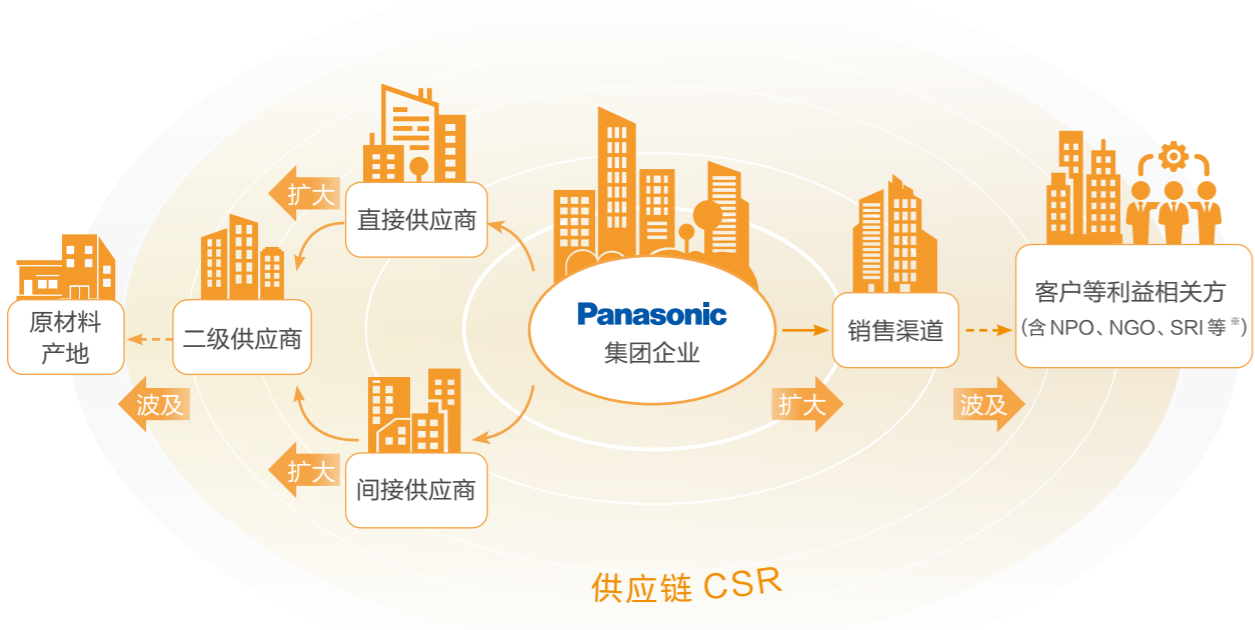 扩大
直接供应商
原材料
产地
二级供应商
Panasonic
集团企业
销售渠道
客户等利益相关方
(含 NPO、NGO、SRI 等※)
波及
扩大
波及
扩大
间接供应商
供应链 CSR